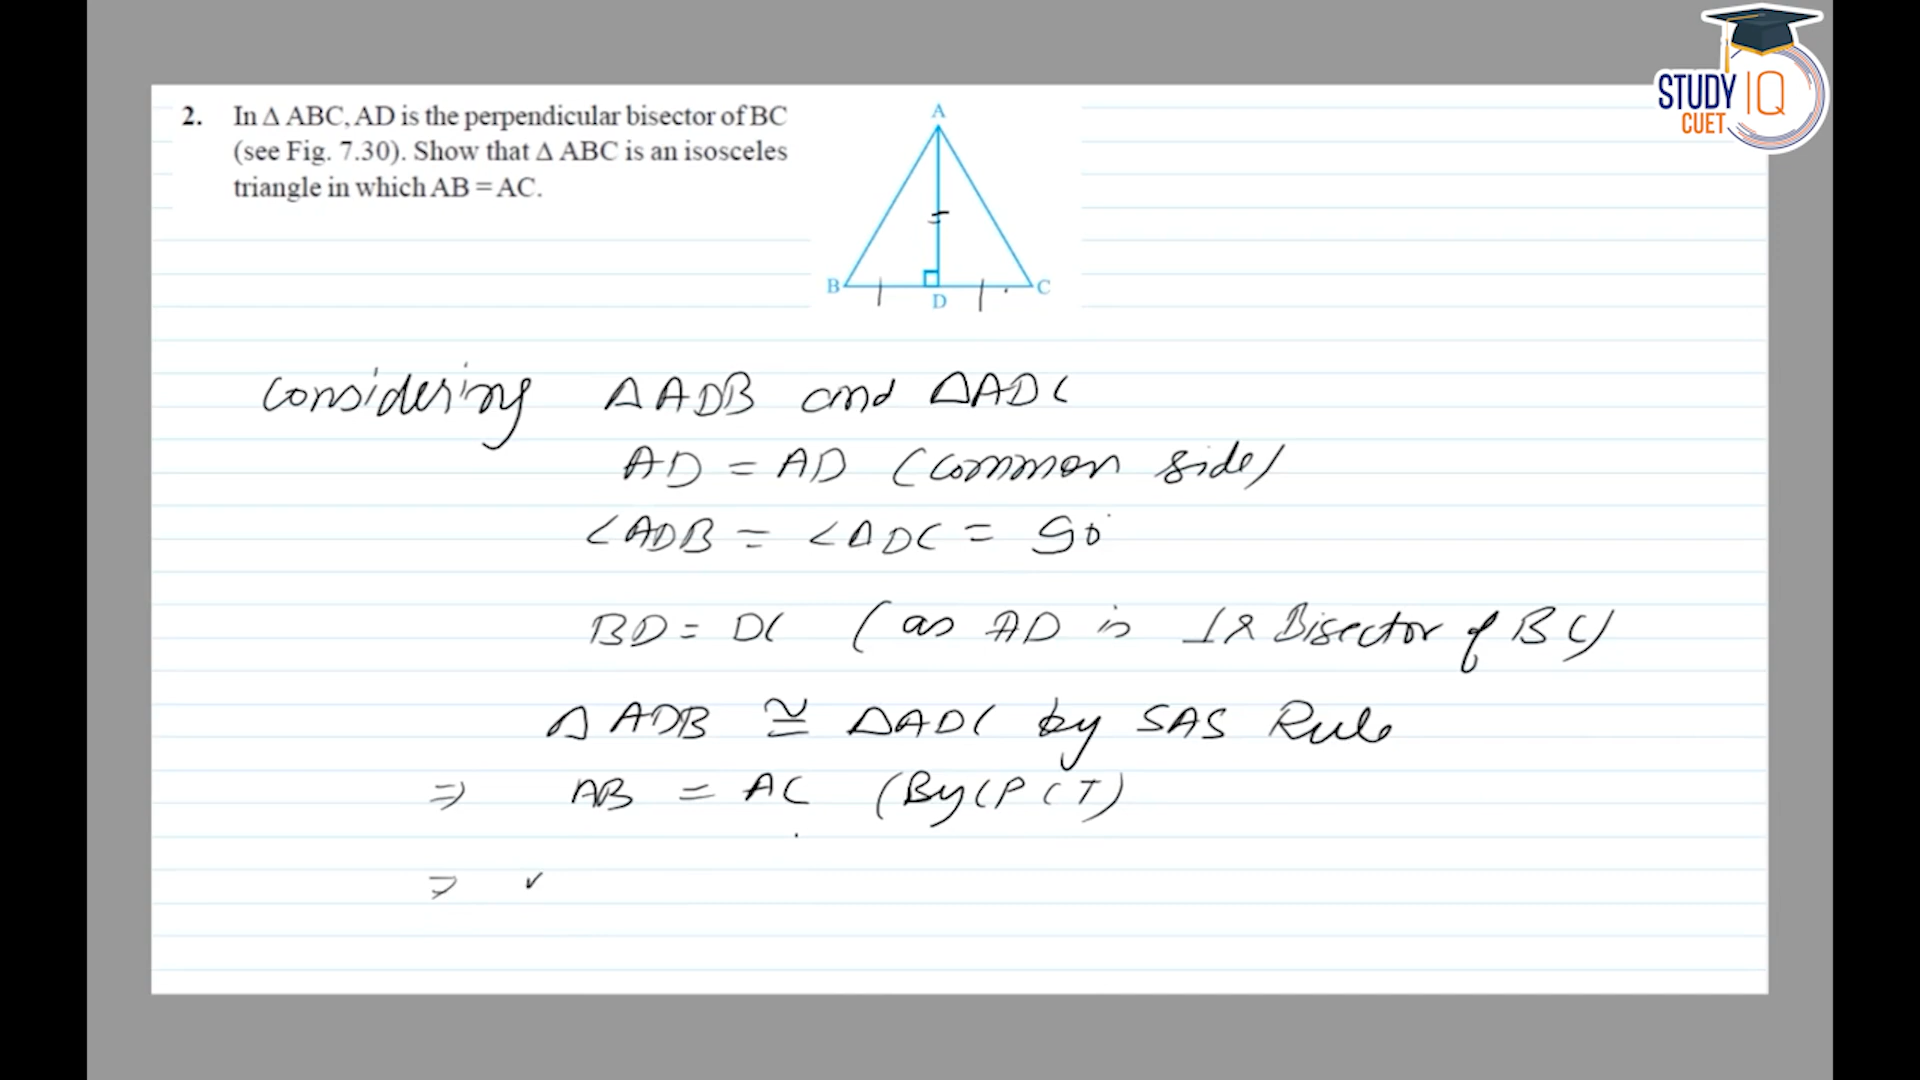 STUDY IQ
CUET
2. In Δ ABC, AD is the perpendicular bisector of BC
(see Fig. 7.30). Show that Δ ABC is an isosceles
triangle in which AB = AC.
A
B
D
C
Considering ΔADB and ΔADC
AD = AD (common side)
∠ADB = ∠ADC = 90°
BD = DC (as AD is ⊥r Bisector of BC)
ΔADB ≅ ΔADC by SAS Rule
⇒ AB = AC (By CPCT)
⇒